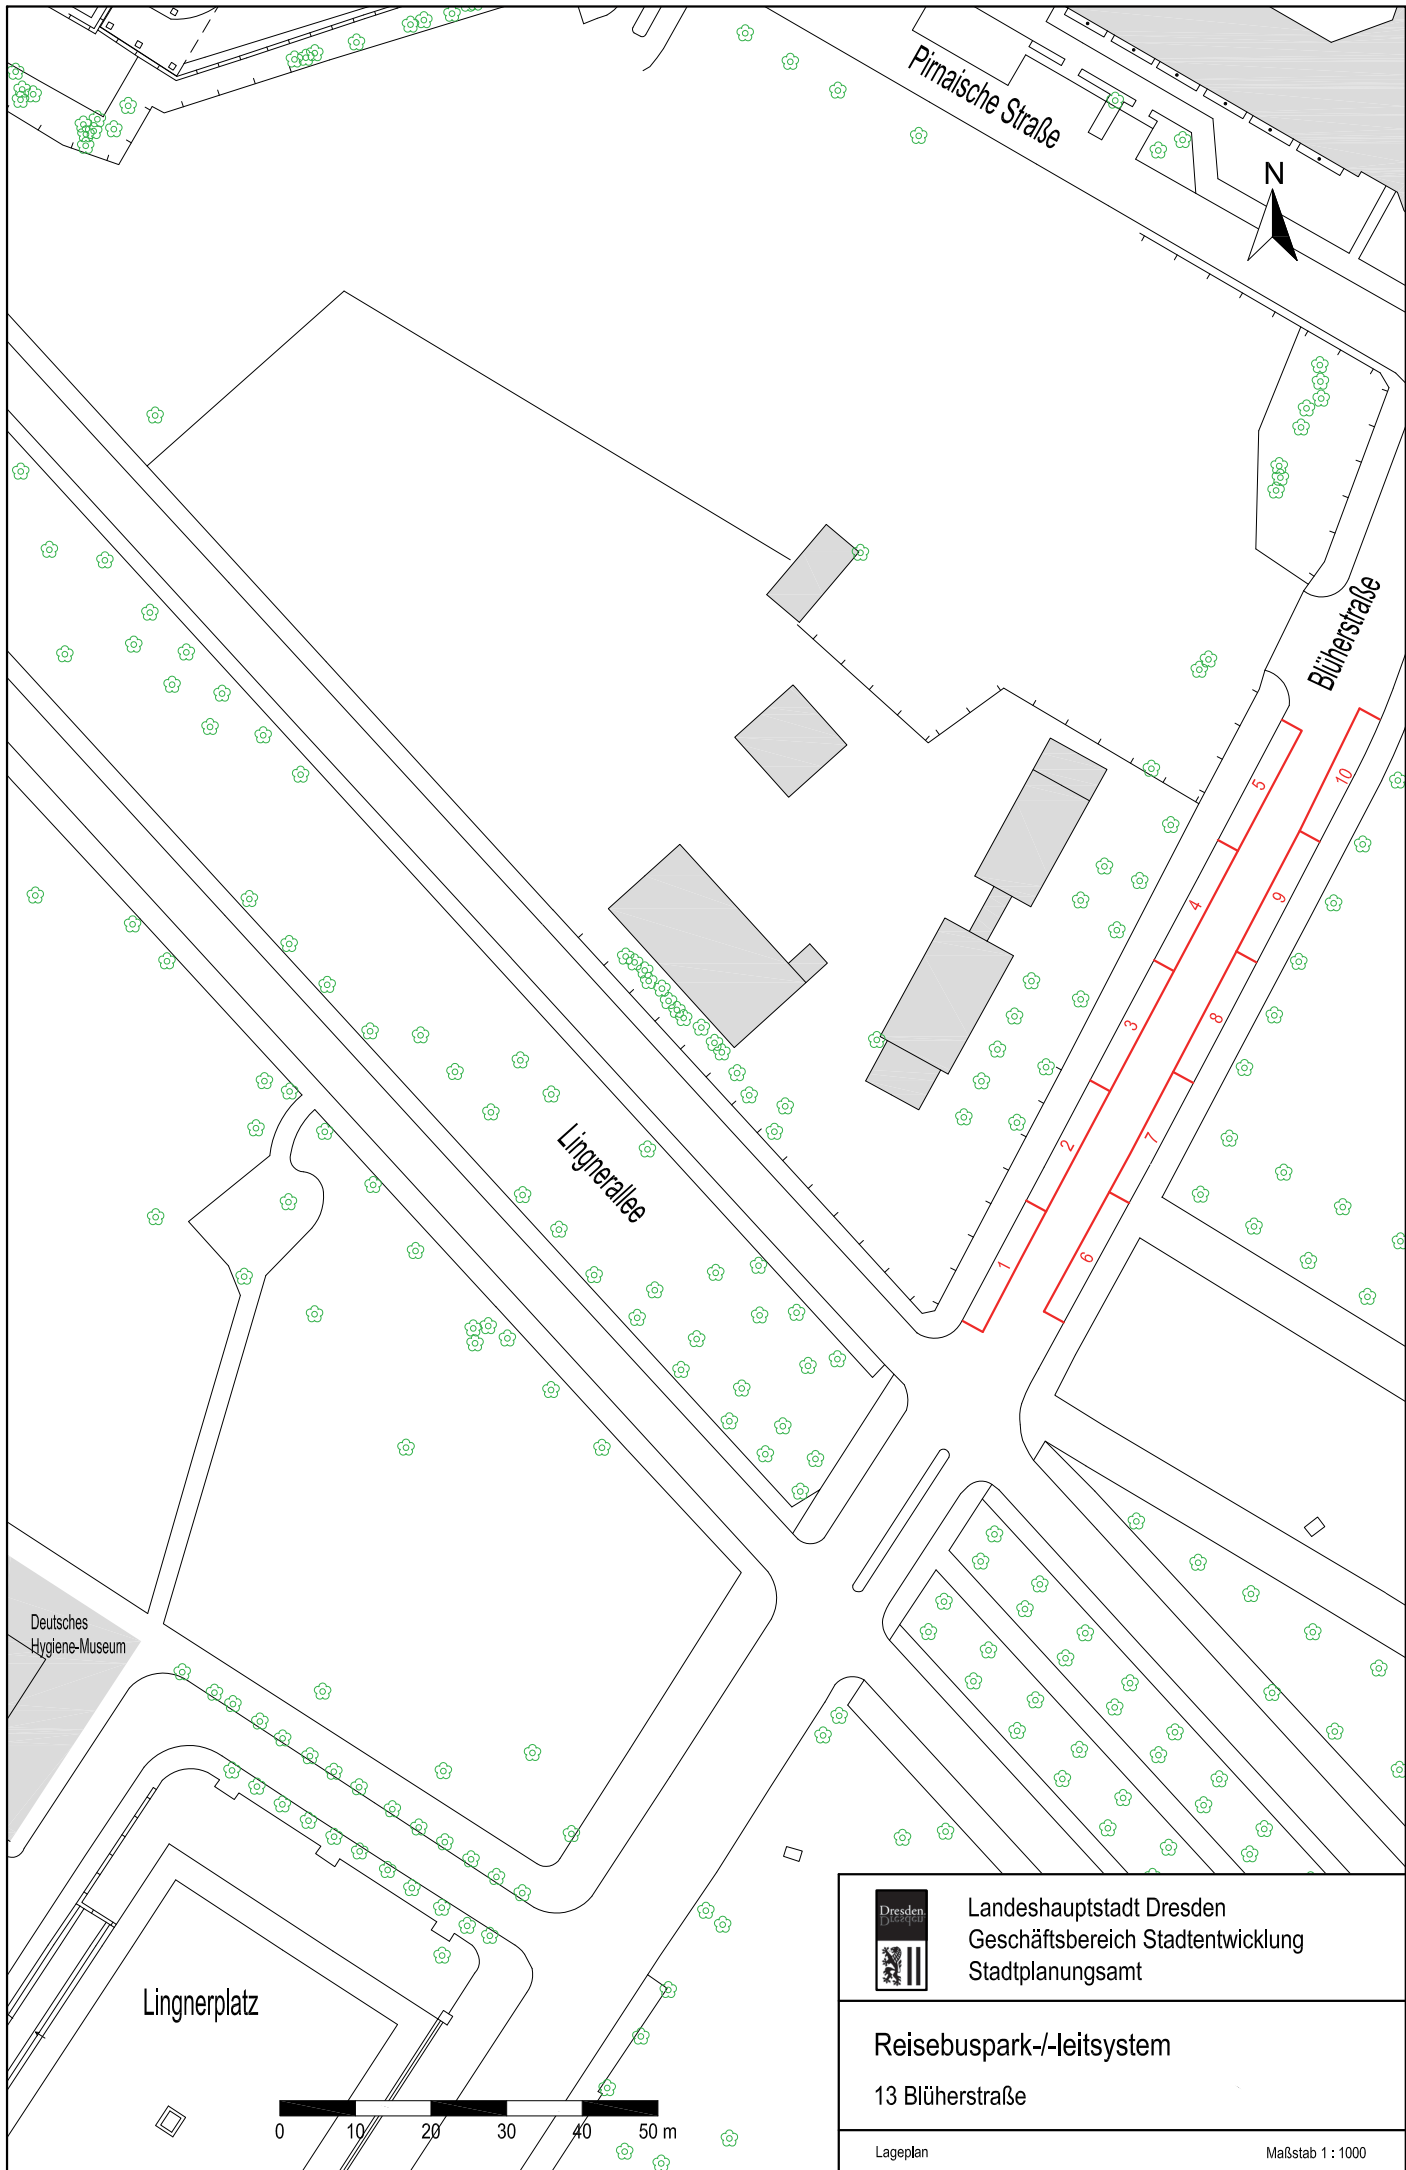 Pirnaische Straße
N
Blüherstraße
5
10
4
9
3
8
2
7
1
6
Lingnerallee
Deutsches
Hygiene-Museum
Lingnerplatz
0 10 20 30 40 50 m
Dresden.
Dresden
Landeshauptstadt Dresden
Geschäftsbereich Stadtentwicklung
Stadtplanungsamt
Reisebuspark-/-leitsystem
13 Blüherstraße
Lageplan
Maßstab 1 : 1000